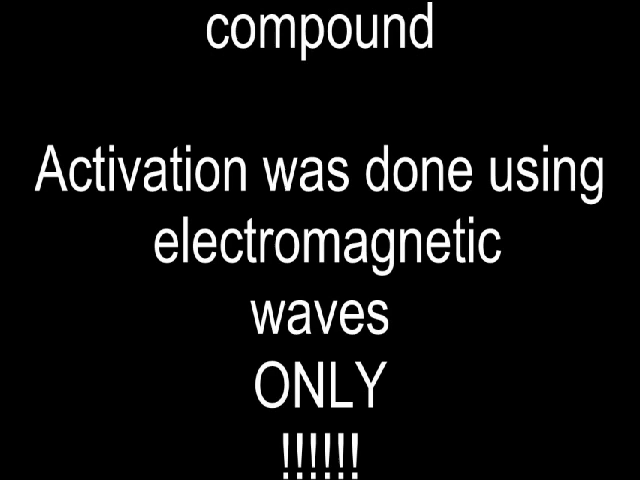 compound
Activation was done using
electromagnetic
waves
ONLY
!!!!!!